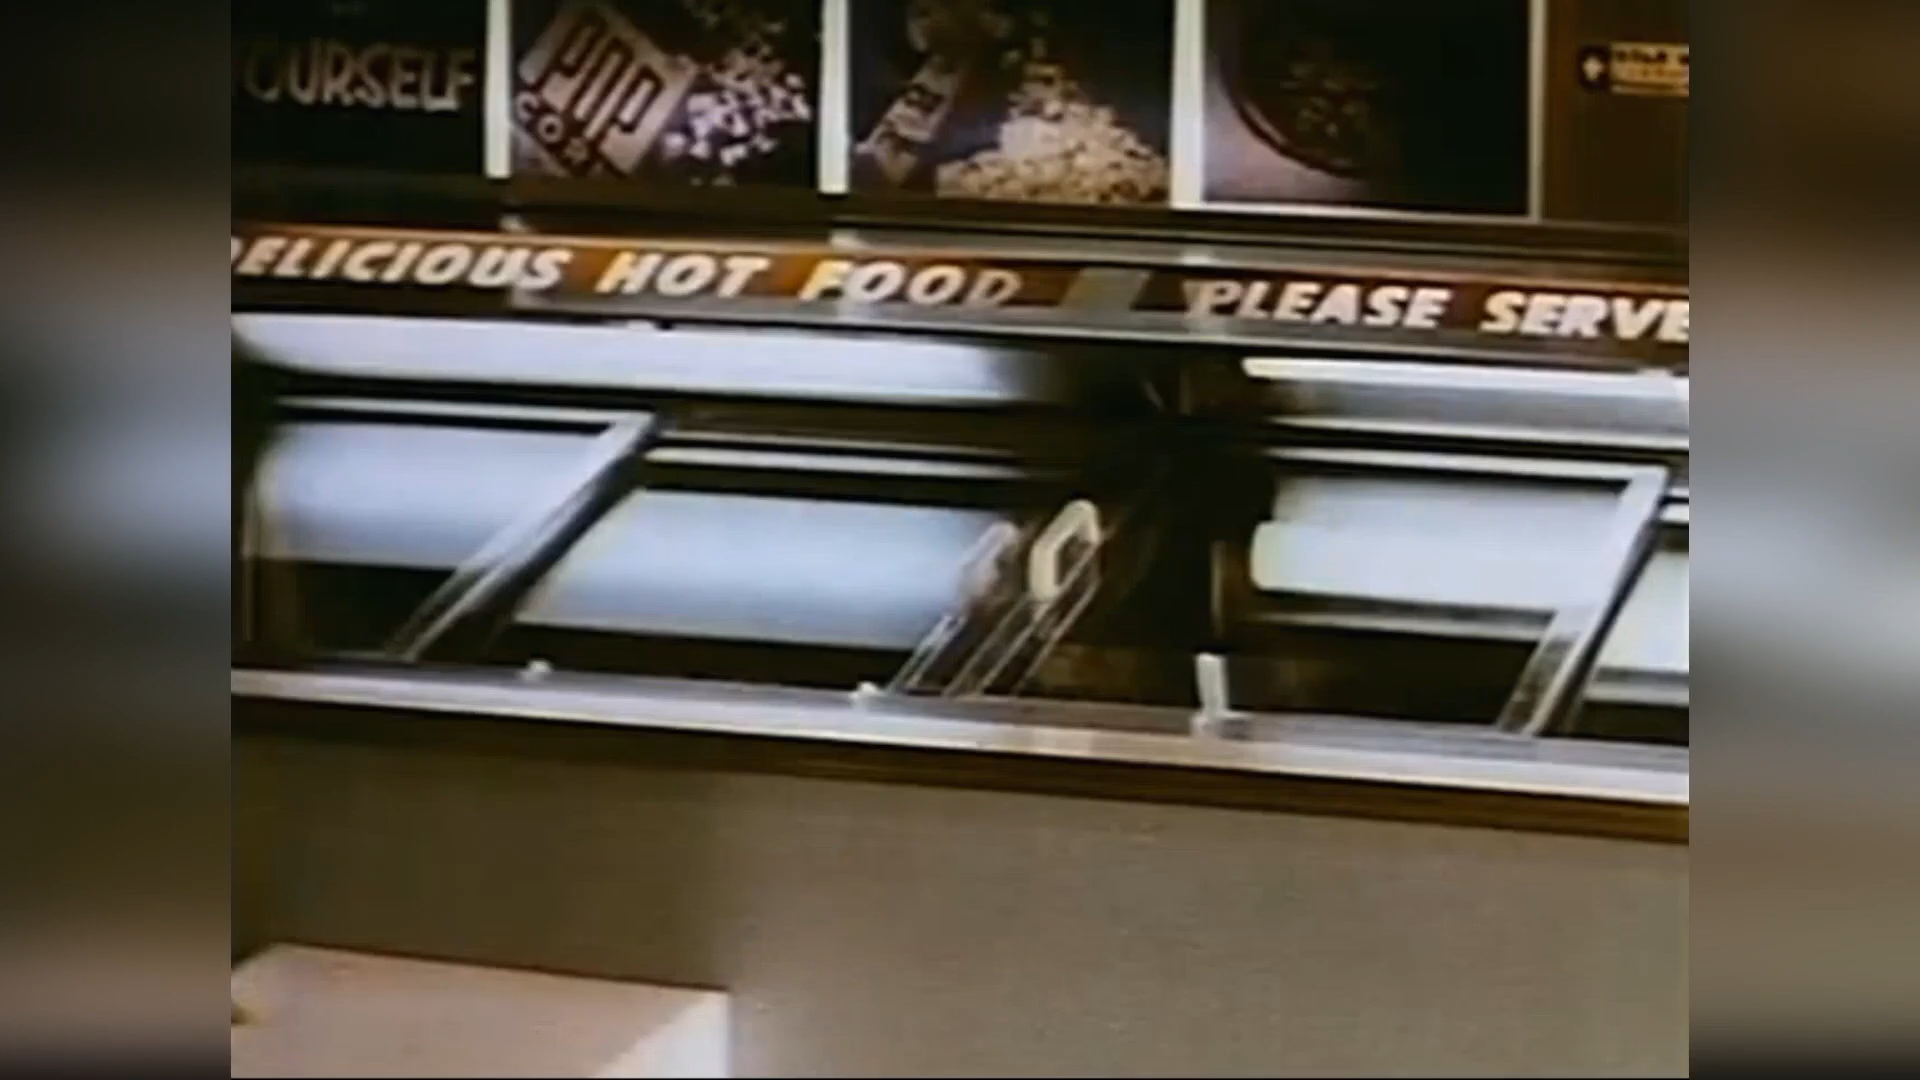 OURSELF
POP
CORN
ELICIOUS HOT FOOD PLEASE SERVE